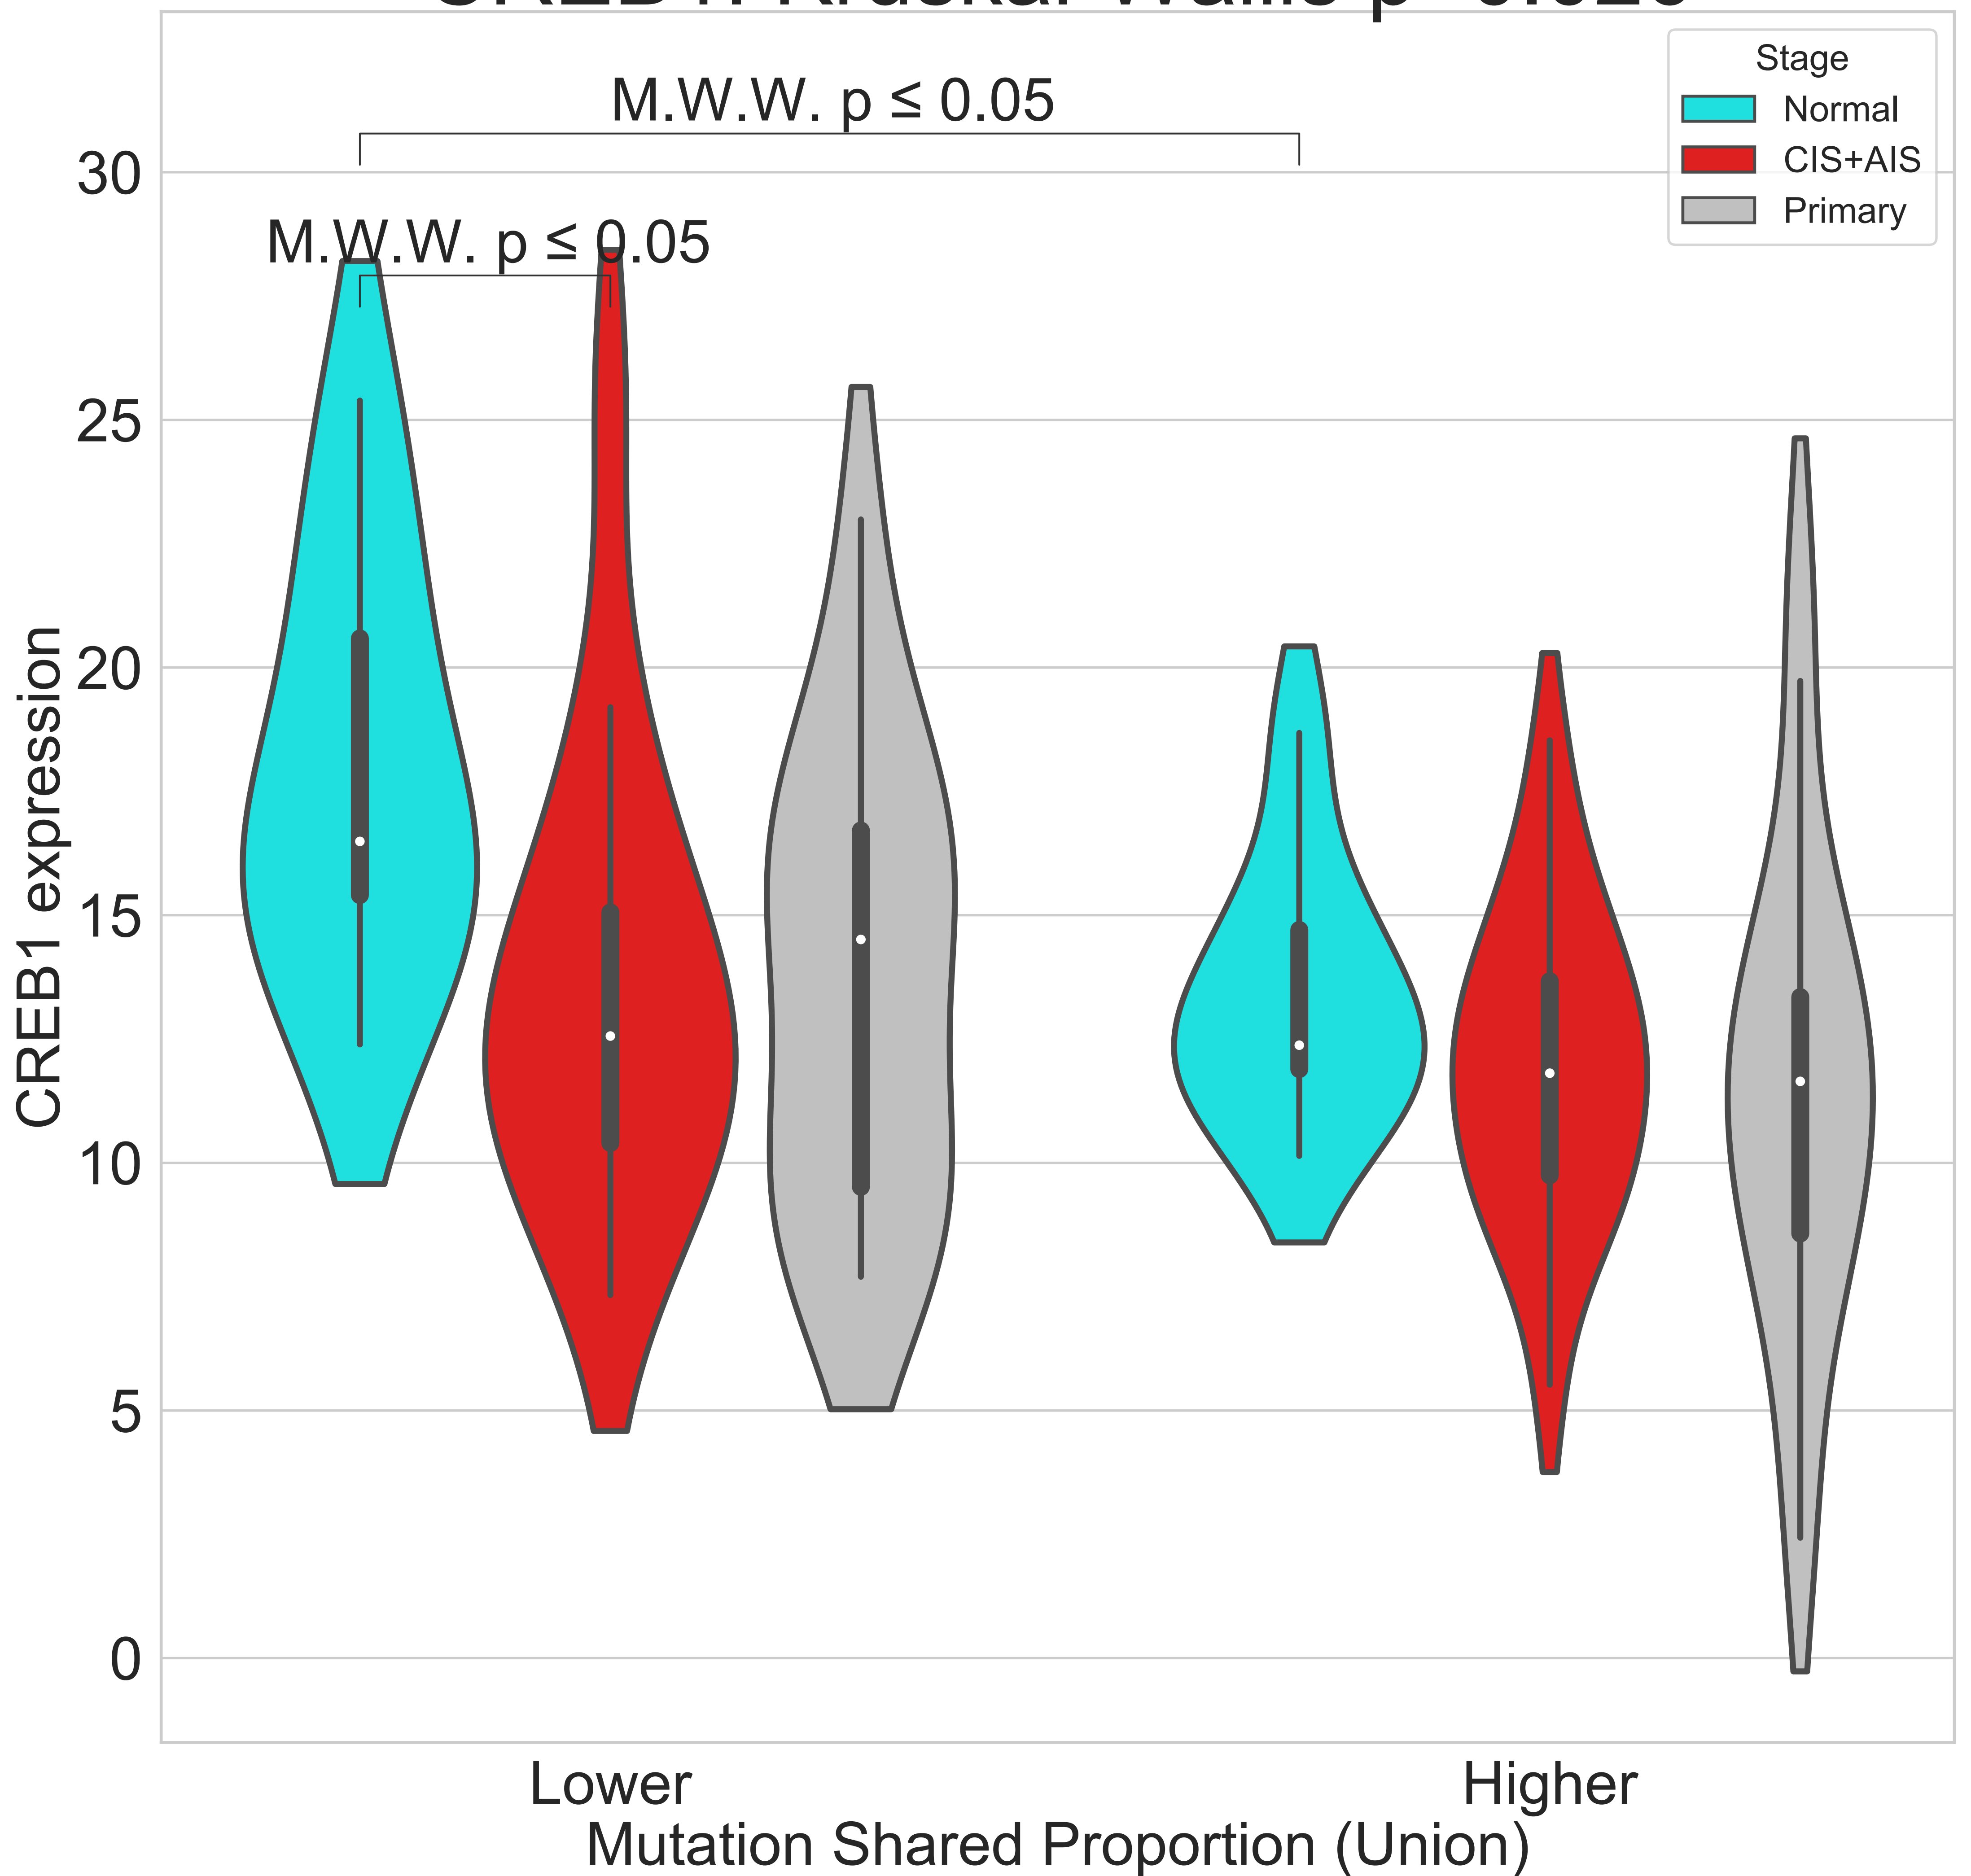 Stage
Normal
CIS+AIS
Primary
M.W.W. p ≤ 0.05
M.W.W. p ≤ 0.05
30
25
20
15
10
5
0
CREB1 expression
Lower
Higher
Mutation Shared Proportion (Union)